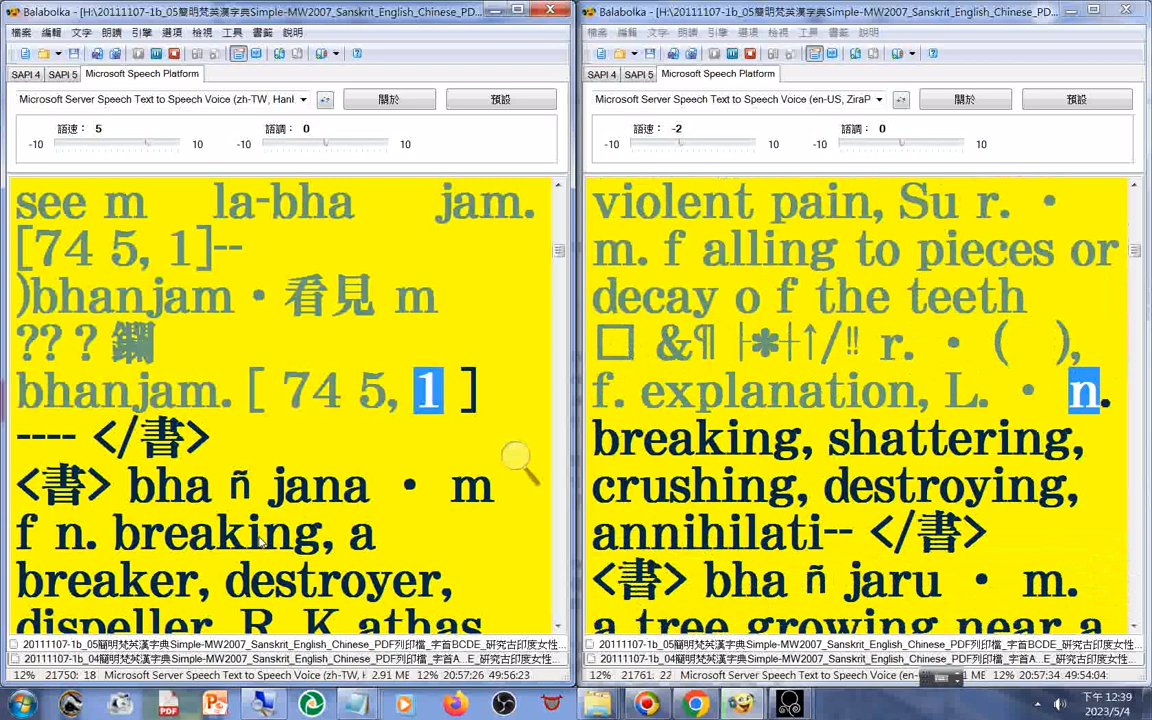 Balabolka - [H:\20111107-1b_05簡明梵英漢字典Simple-MW2007_Sanskrit_English_Chinese_PD...
檔案 編輯 文字 朗讀 引擎 選項 檢視 工具 書籤 說明
SAPI 4 SAPI 5 Microsoft Speech Platform
Microsoft Server Speech Text to Speech Voice (zh-TW, Hanl
關於 預設
語速： 5 語調： 0
-10 10 -10 10
see m la-bha jam.
[74 5, 1]--
)bhanjam • 看見 m
?? ? 鑭
bhanjam. [ 74 5, 1 ]
---- </書>
<書> bha ñ jana • m
f n. breaking, a
breaker, destroyer,
dispeller, R. K athas
20111107-1b_05簡明梵英漢字典Simple-MW2007_Sanskrit_English_Chinese_PDF列印檔_字首BCDE_研究古印度女性...
20111107-1b_04簡明梵英漢字典Simple-MW2007_Sanskrit_English_Chinese_PDF列印檔_字首A...E_研究古印度女性...
12% 21750: 18 Microsoft Server Speech Text to Speech Voice (zh-TW, H 2.91 MB 20:57:26 49:56:23
Balabolka - [H:\20111107-1b_05簡明梵英漢字典Simple-MW2007_Sanskrit_English_Chinese_PD...
檔案 編輯 文字 朗讀 引擎 選項 檢視 工具 書籤 說明
SAPI 4 SAPI 5 Microsoft Speech Platform
Microsoft Server Speech Text to Speech Voice (en-US, ZiraP
關於 預設
語速： -2 語調： 0
-10 10 -10 10
violent pain, Su r. •
m. f alling to pieces or
decay o f the teeth
□ &¶ ├✽┼↑/‼ r. • ( ),
f. explanation, L. • n.
breaking, shattering,
crushing, destroying,
annihilati-- </書>
<書> bha ñ jaru • m.
a tree growing near a
20111107-1b_05簡明梵英漢字典Simple-MW2007_Sanskrit_English_Chinese_PDF列印檔_字首BCDE_研究古印度女性...
20111107-1b_04簡明梵英漢字典Simple-MW2007_Sanskrit_English_Chinese_PDF列印檔_字首A...E_研究古印度女性...
12% 21761: 22 Microsoft Server Speech Text to Speech Voice (en-US, 20:57:34 49:54:04
下午 12:39
2023/5/4